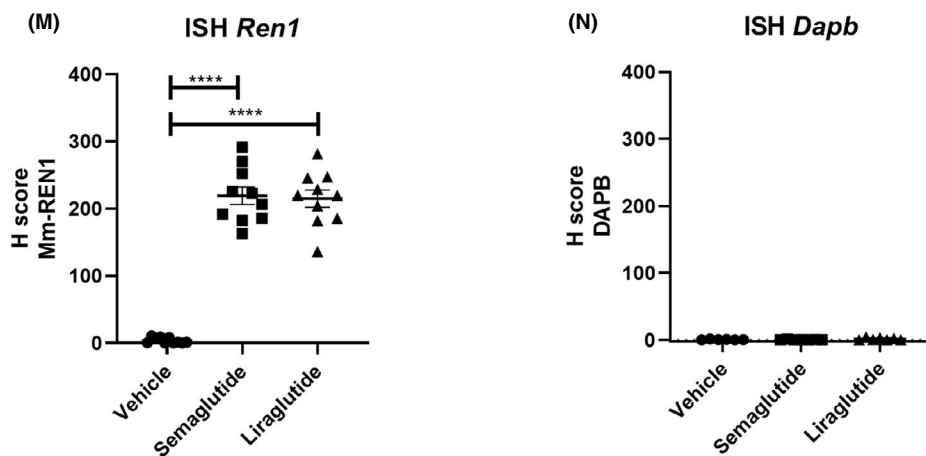 (M)
ISH Ren1
H score
Mm-REN1
400
300
200
100
0
****
****
Vehicle
Semaglutide
Liraglutide
(N)
ISH Dapb
H score
DAPB
400
300
200
100
0
Vehicle
Semaglutide
Liraglutide